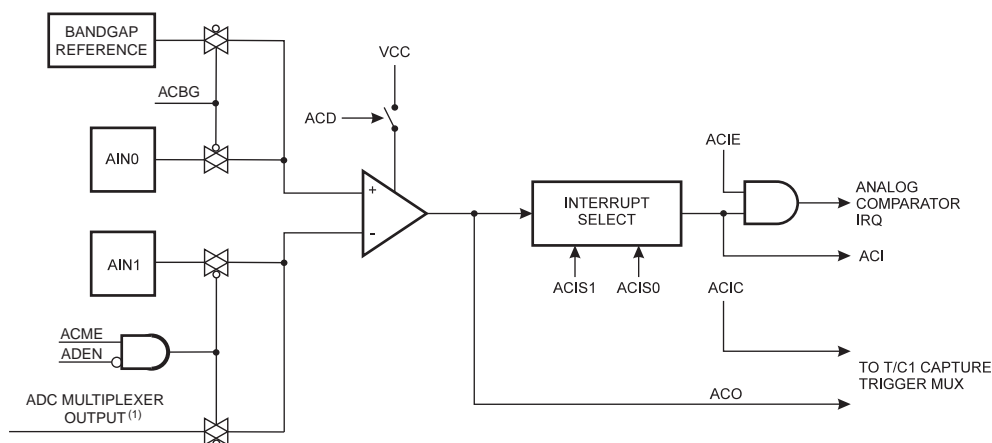 BANDGAP
REFERENCE
VCC
ACBG
ACD
AIN0
ACIE
+
-
INTERRUPT
SELECT
ANALOG
COMPARATOR
IRQ
AIN1
ACI
ACIS1
ACIS0
ACIC
ACME
ADEN
TO T/C1 CAPTURE
TRIGGER MUX
ADC MULTIPLEXER
OUTPUT(1)
ACO